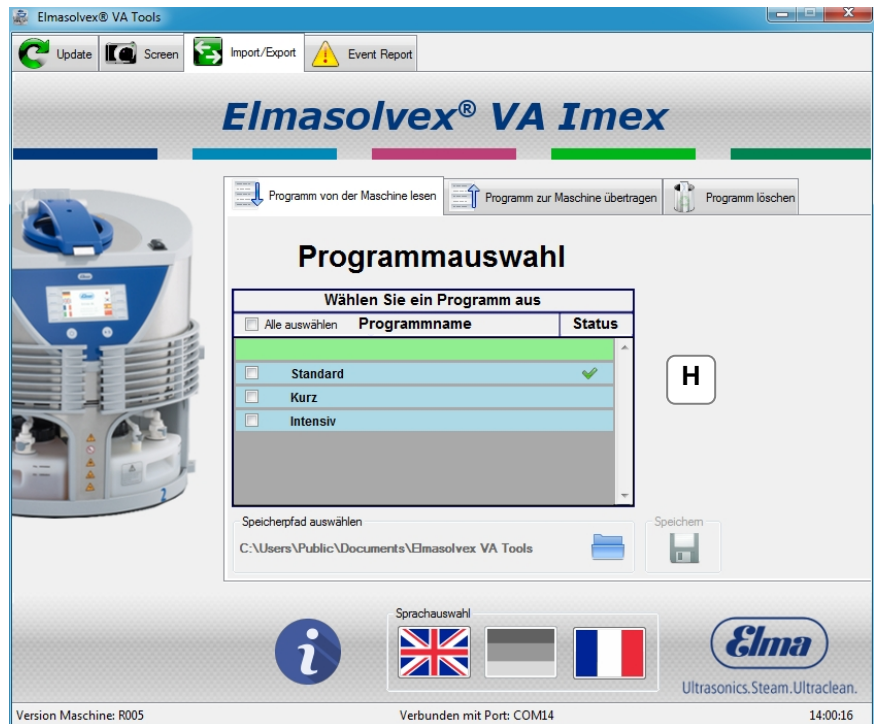 Elmasolvex® VA Tools
Update Screen Import/Export Event Report
Elmasolvex® VA Imex
Programm von der Maschine lesen Programm zur Maschine übertragen Programm löschen
Programmauswahl
Wählen Sie ein Programm aus
Alle auswählen Programmname Status
Standard
Kurz
Intensiv
H
Speicherpfad auswählen Speichern
C:\Users\Public\Documents\Elmasolvex VA Tools
Sprachauswahl
i
Elma
Ultrasonics.Steam.Ultraclean.
Version Maschine: R005 Verbunden mit Port: COM14 14:00:16
2